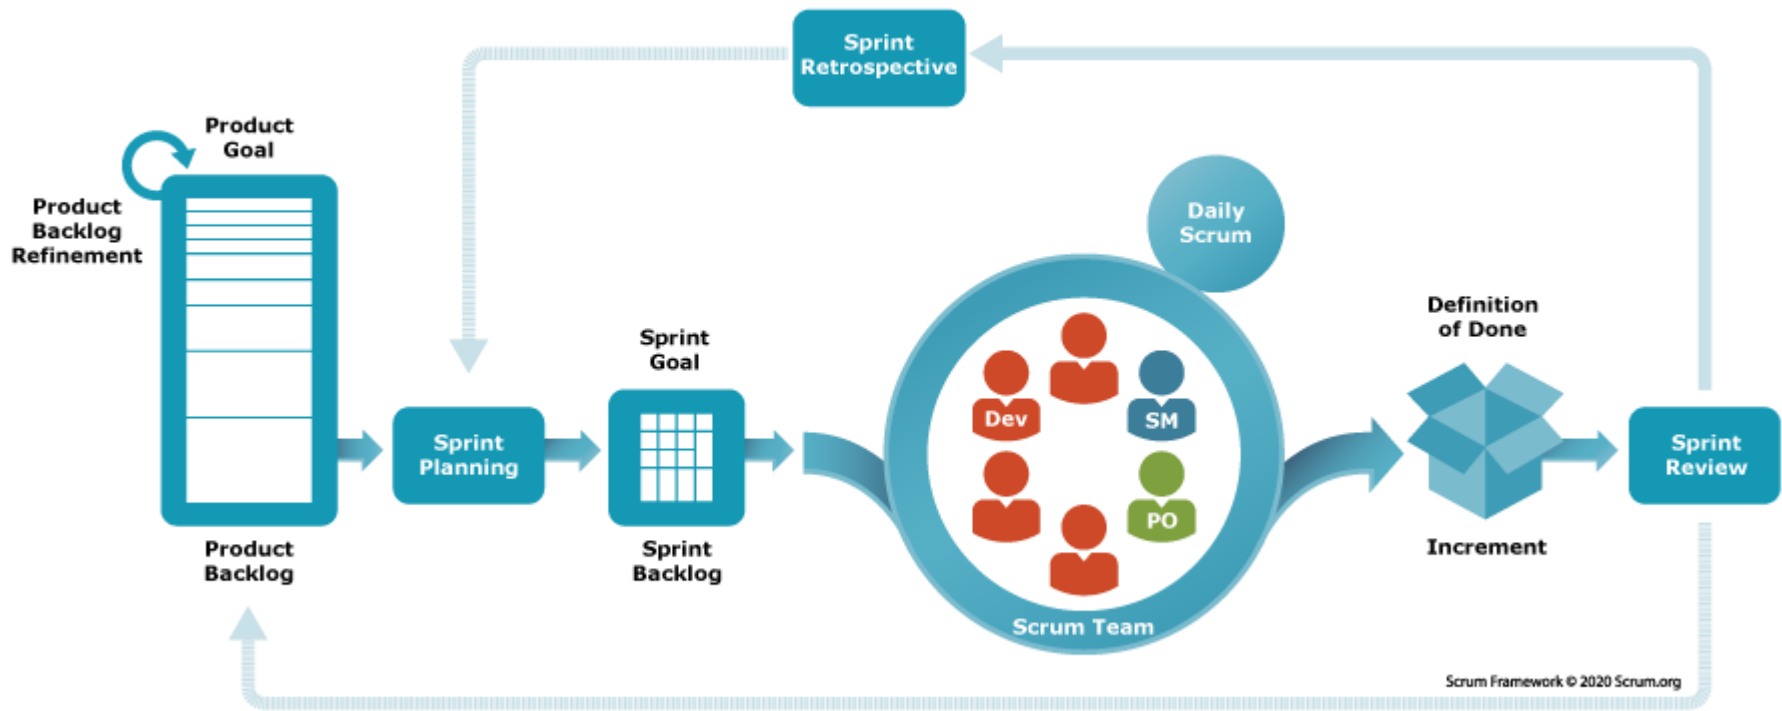 Sprint
Retrospective
Product
Goal
Product
Backlog
Refinement
Daily
Scrum
Definition
of Done
Sprint
Goal
Dev
SM
Sprint
Planning
Sprint
Review
PO
Product
Backlog
Sprint
Backlog
Increment
Scrum Team
Scrum Framework © 2020 Scrum.org